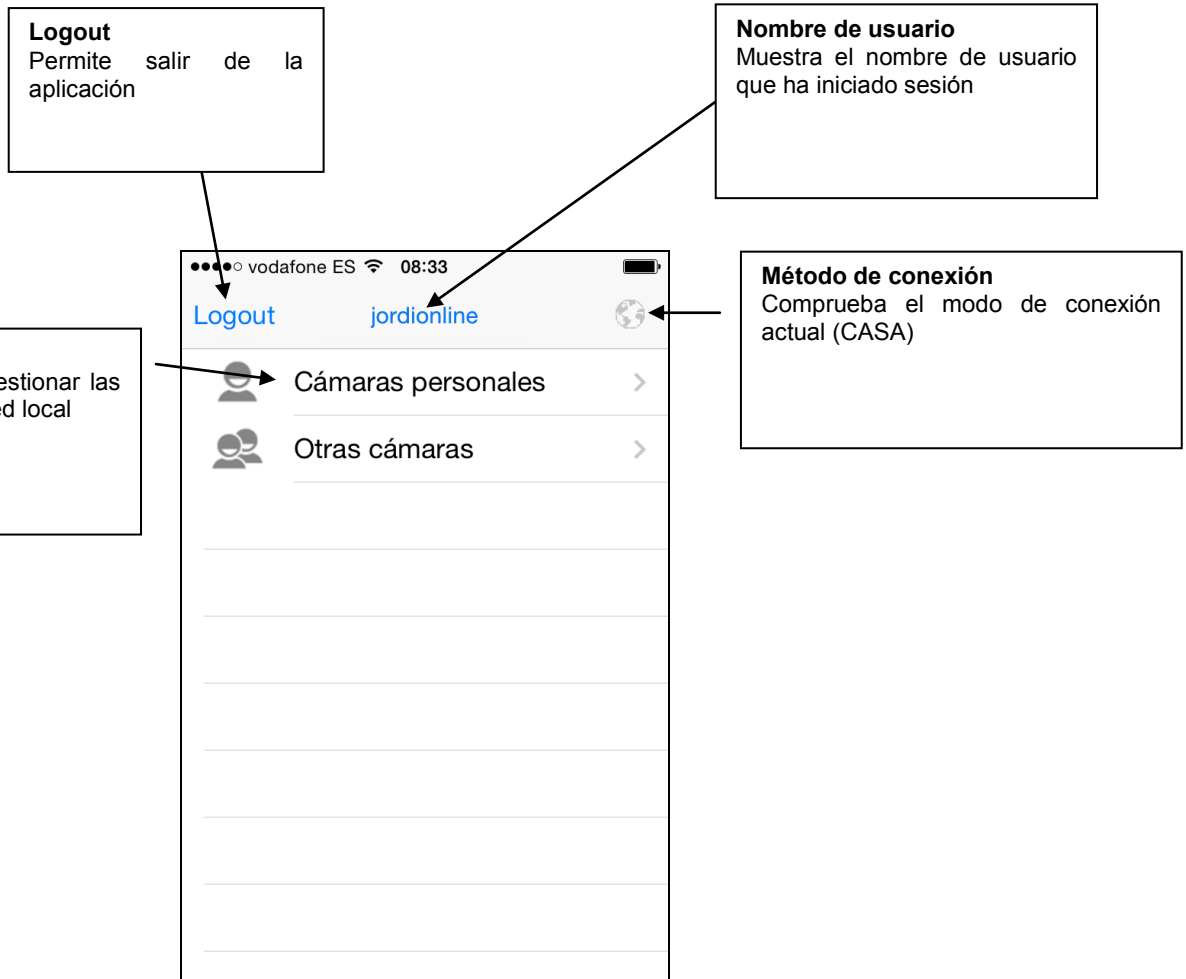 Logout
Permite salir de la
aplicación
Nombre de usuario
Muestra el nombre de usuario
que ha iniciado sesión
vodafone ES 08:33
Logout jordionline
Método de conexión
Comprueba el modo de conexión
actual (CASA)
las
local
Cámaras personales
Otras cámaras